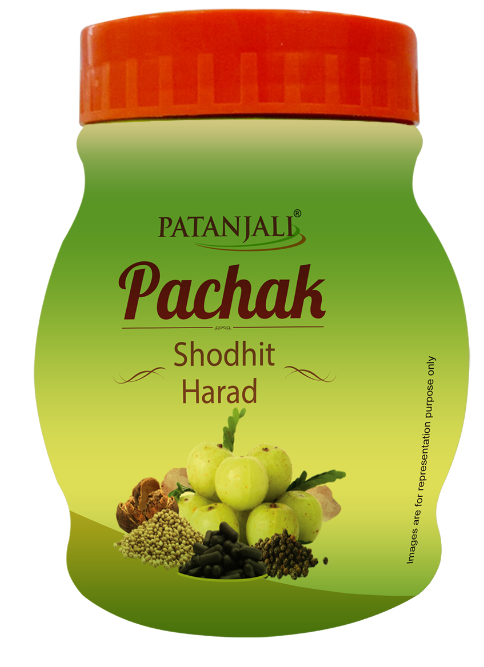 PATANJALI®
Pachak
Shodhit
Harad
Images are for representation purpose only